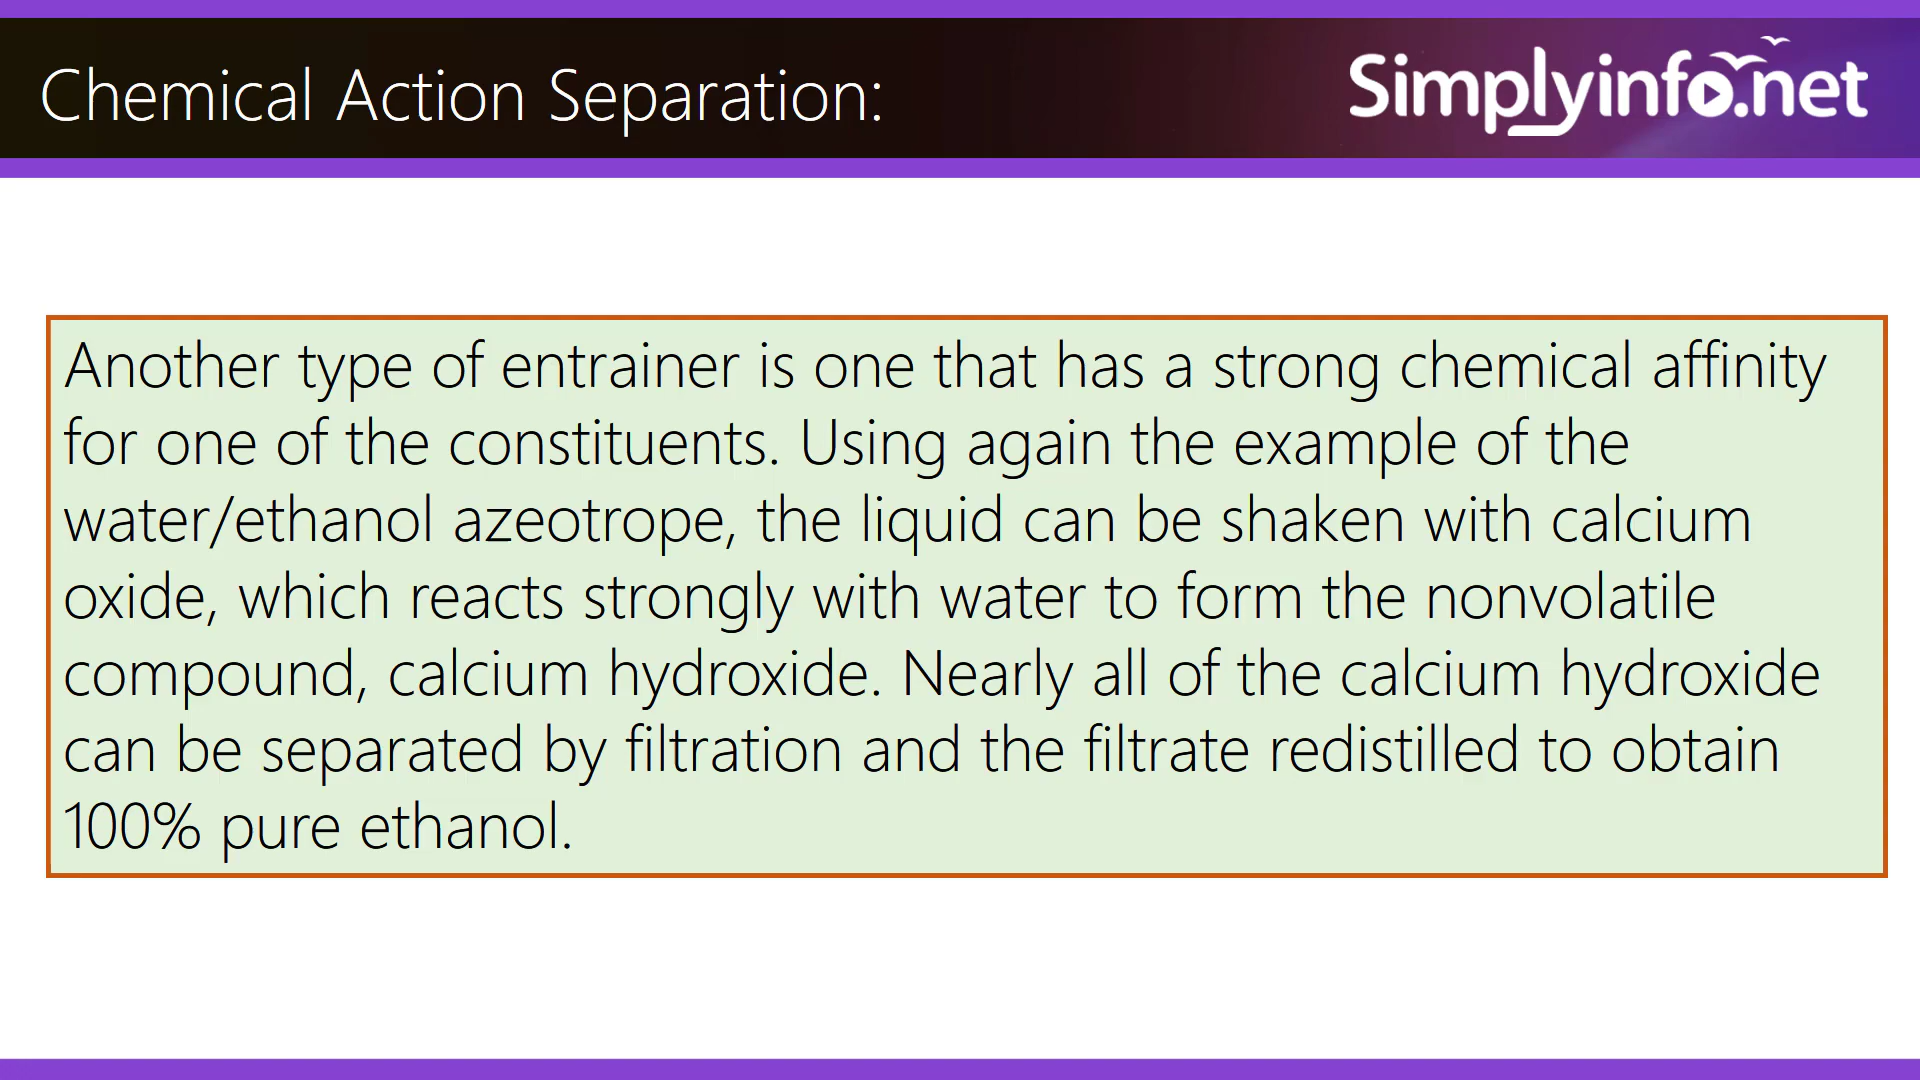 Chemical Action Separation:
Simplyinfo.net
Another type of entrainer is one that has a strong chemical affinity
for one of the constituents. Using again the example of the
water/ethanol azeotrope, the liquid can be shaken with calcium
oxide, which reacts strongly with water to form the nonvolatile
compound, calcium hydroxide. Nearly all of the calcium hydroxide
can be separated by filtration and the filtrate redistilled to obtain
100% pure ethanol.